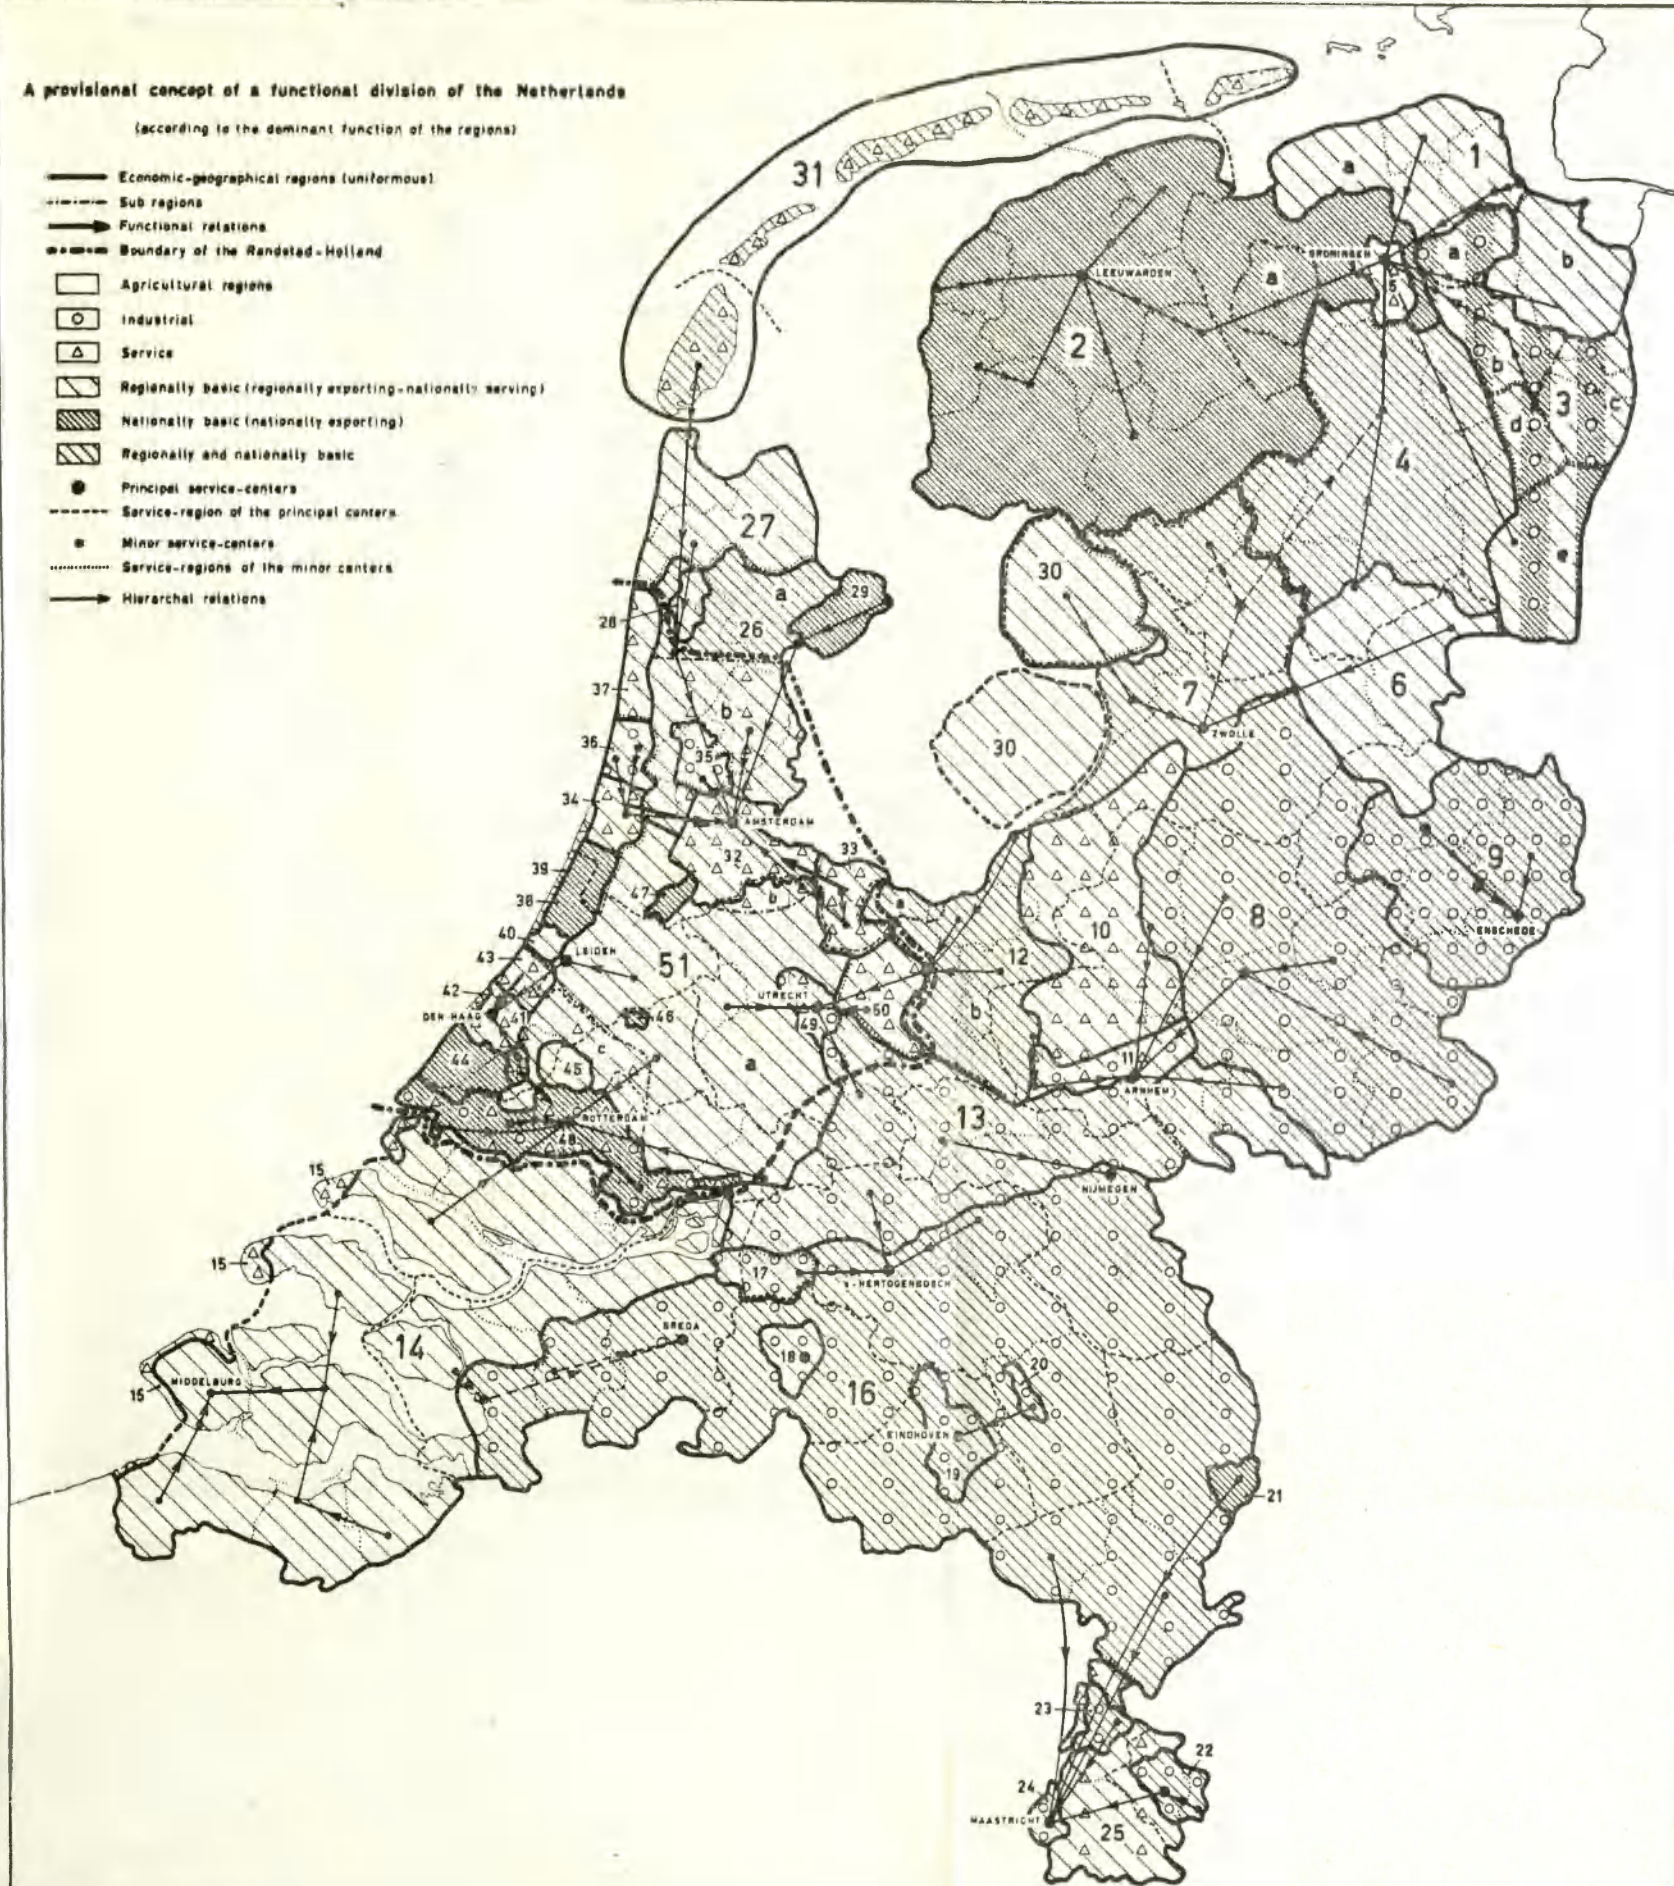 A provisional concept of a functional division of the Netherlands
(according to the dominant function of the regions)
Economic-geographical regions (uniformous)
Sub regions
Functional relations
Boundary of the Randstad-Holland
Agricultural regions
Industrial
Service
Regionally basic (regionally exporting-nationally serving)
Nationally basic (nationally exporting)
Regionally and nationally basic
Principal service-centers
Service-region of the principal centers
Minor service-centers
Service-regions of the minor centers
Hierarchal relations
31
1
a
GRONINGEN
a
b
LEEUWARDEN
a
5
2
b
3
c
d
4
27
e
30
29
a
28
26
37
7
6
b
ZWOLLE
36
35
30
34
AMSTERDAM
33
32
9
39
47
b
a
38
8
10
ENSCHEDE
40
LEIDEN
43
51
12
42
UTRECHT
DEN HAAG
41
46
49
50
b
c
44
45
a
11
ARNHEM
ROTTERDAM
13
48
15
NIJMEGEN
15
17
's-HERTOGENBOSCH
BREDA
14
18
20
MIDDELBURG
15
16
EINDHOVEN
19
21
23
22
24
MAASTRICHT
25